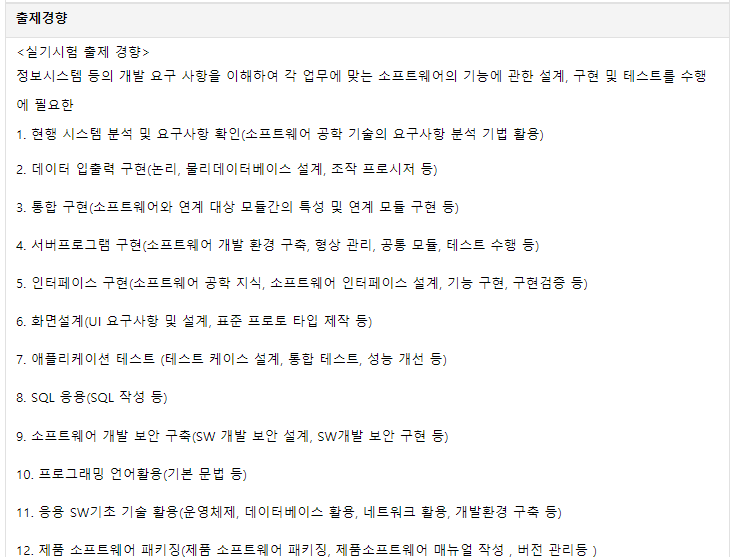 출제경향
<실기시험 출제 경향>
정보시스템 등의 개발 요구 사항을 이해하여 각 업무에 맞는 소프트웨어의 기능에 관한 설계, 구현 및 테스트를 수행
에 필요한
1. 현행 시스템 분석 및 요구사항 확인(소프트웨어 공학 기술의 요구사항 분석 기법 활용)
2. 데이터 입출력 구현(논리, 물리데이터베이스 설계, 조작 프로시저 등)
3. 통합 구현(소프트웨어와 연계 대상 모듈간의 특성 및 연계 모듈 구현 등)
4. 서버프로그램 구현(소프트웨어 개발 환경 구축, 형상 관리, 공통 모듈, 테스트 수행 등)
5. 인터페이스 구현(소프트웨어 공학 지식, 소프트웨어 인터페이스 설계, 기능 구현, 구현검증 등)
6. 화면설계(UI 요구사항 및 설계, 표준 프로토 타입 제작 등)
7. 애플리케이션 테스트 (테스트 케이스 설계, 통합 테스트, 성능 개선 등)
8. SQL 응용(SQL 작성 등)
9. 소프트웨어 개발 보안 구축(SW 개발 보안 설계, SW개발 보안 구현 등)
10. 프로그래밍 언어활용(기본 문법 등)
11. 응용 SW기초 기술 활용(운영체제, 데이터베이스 활용, 네트워크 활용, 개발환경 구축 등)
12. 제품 소프트웨어 패키징(제품 소프트웨어 패키징, 제품소프트웨어 매뉴얼 작성 , 버전 관리등 )